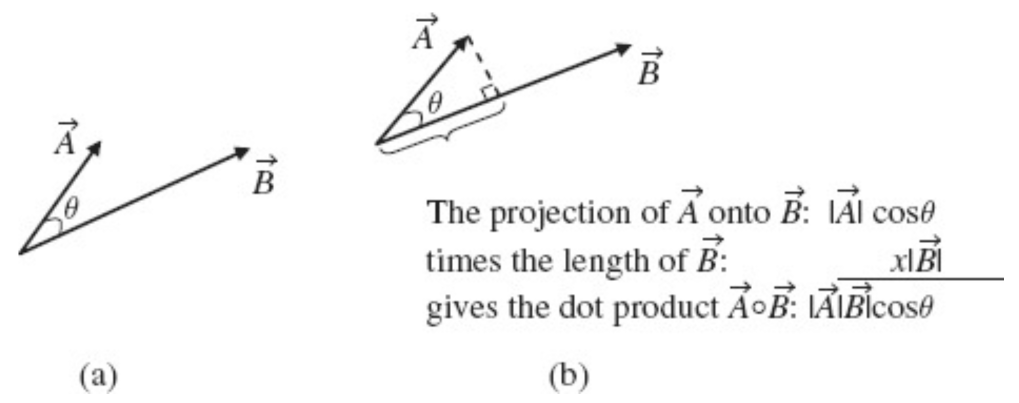 A⃗
B⃗
θ
A⃗
B⃗
θ
The projection of A⃗ onto B⃗: |A⃗| cosθ
times the length of B⃗: x|B⃗|
gives the dot product A⃗∘B⃗: |A⃗|B⃗|cosθ
(a) (b)